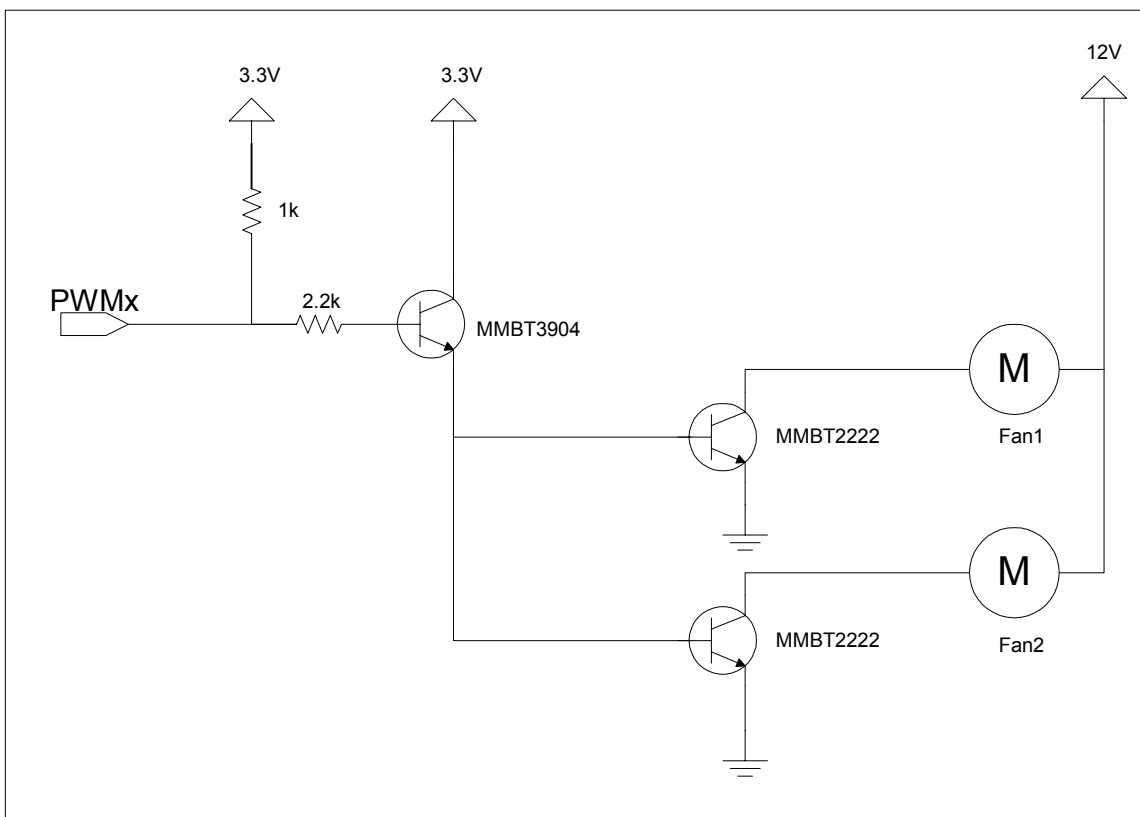 3.3V
3.3V
12V
1k
PWMx
2.2k
MMBT3904
M
MMBT2222
Fan1
M
MMBT2222
Fan2